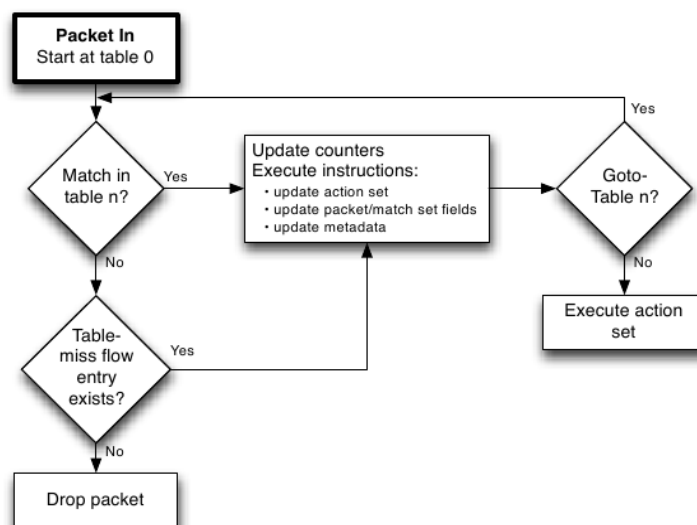 Packet In
Start at table 0
Yes
Match in
table n?
Yes
Update counters
Execute instructions:
• update action set
• update packet/match set fields
• update metadata
Goto-
Table n?
No
No
Execute action
set
Table-
miss flow
entry
exists?
Yes
No
Drop packet